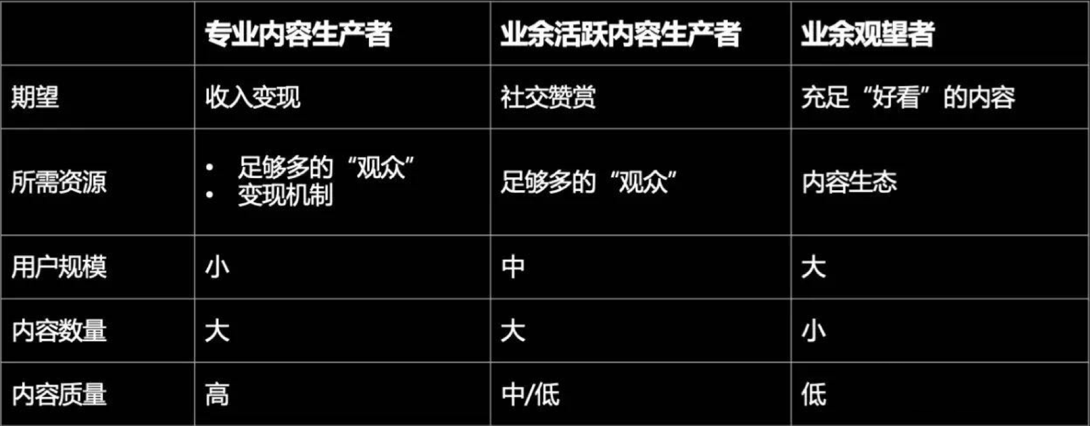 专业内容生产者 业余活跃内容生产者 业余观望者
期望 收入变现 社交赞赏 充足“好看”的内容
所需资源 • 足够多的“观众” 足够多的“观众” 内容生态
• 变现机制
用户规模 小 中 大
内容数量 大 大 小
内容质量 高 中/低 低